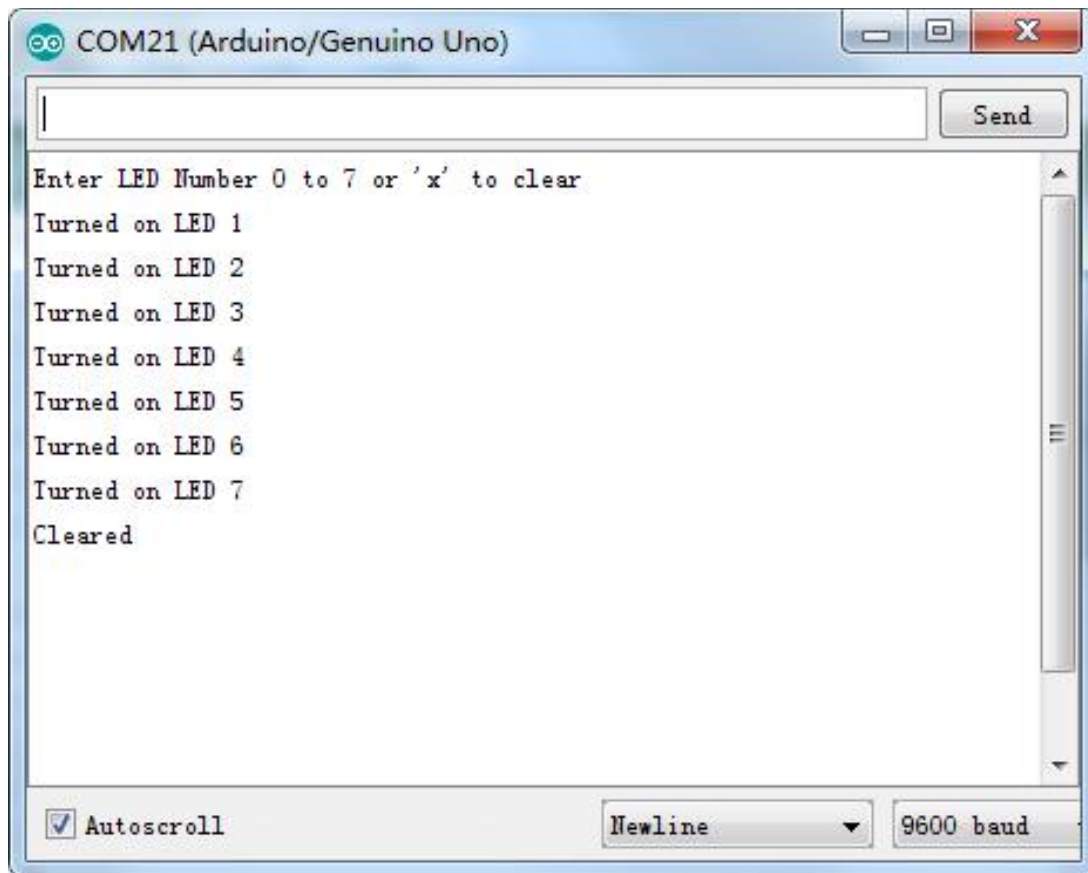 COM21 (Arduino/Genuino Uno)
Send
Enter LED Number 0 to 7 or 'x' to clear
Turned on LED 1
Turned on LED 2
Turned on LED 3
Turned on LED 4
Turned on LED 5
Turned on LED 6
Turned on LED 7
Cleared
Autoscroll Newline 9600 baud